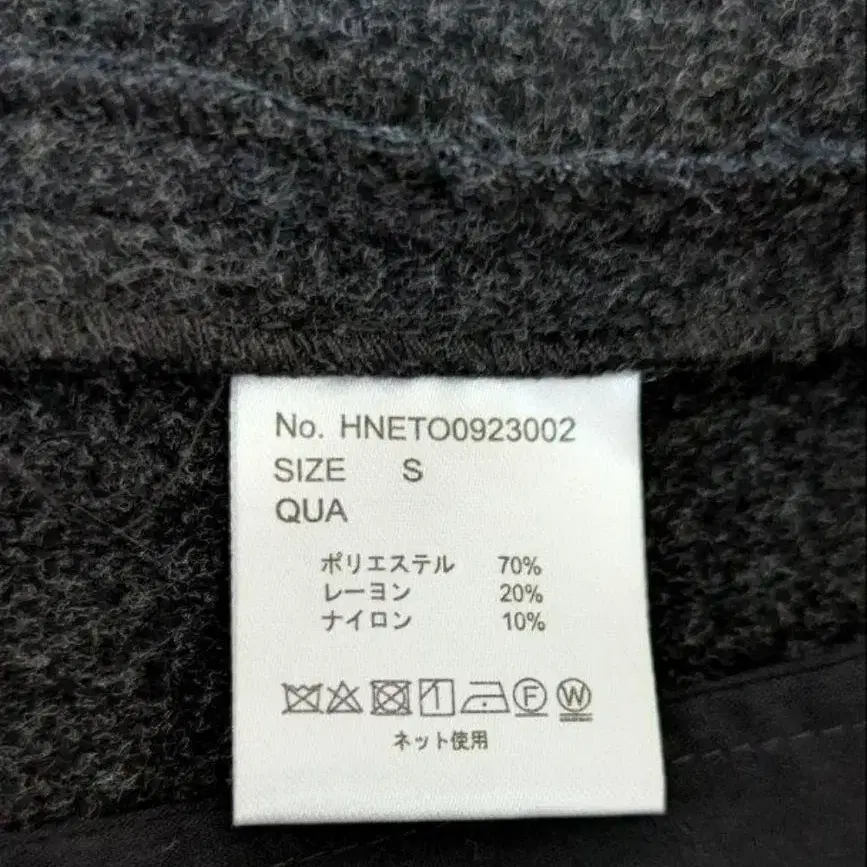 No. HNETO0923002
SIZE S
QUA
ポリエステル 70%
レーヨン 20%
ナイロン 10%
F W
ネット使用